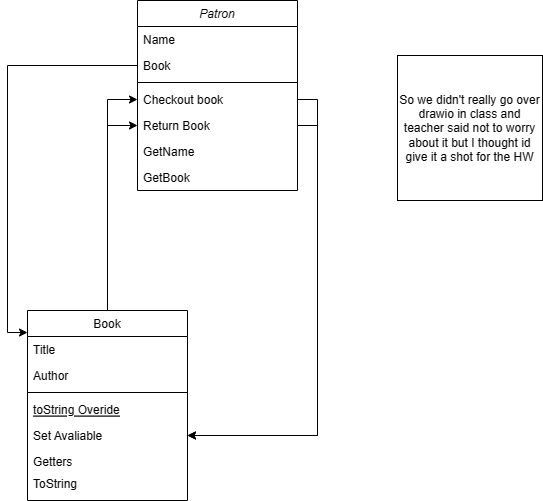 Patron
Name
Book
Checkout book
Return Book
GetName
GetBook
So we didn't really go over
drawio in class and
teacher said not to worry
about it but I thought id
give it a shot for the HW
Book
Title
Author
toString Overide
Set Avaliable
Getters
ToString